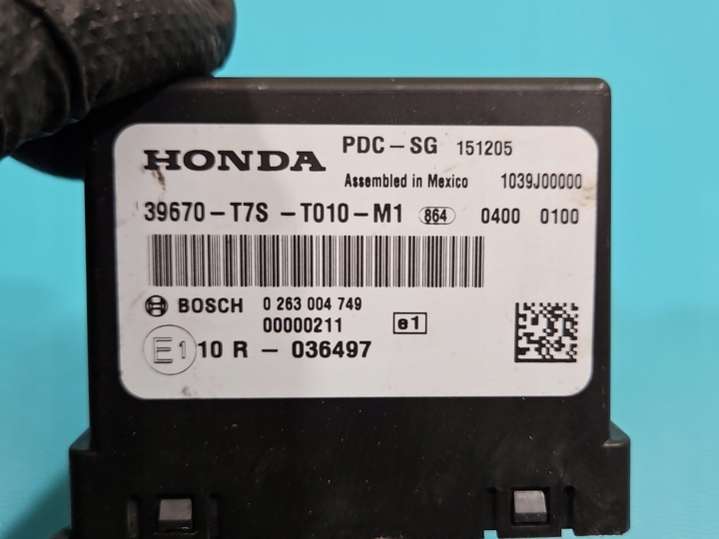 HONDA PDC-SG 151205
Assembled in Mexico 1039J00000
39670-T7S -T010-M1 864 0400 0100
BOSCH 0 263 004 749
00000211 e1
E1 10 R - 036497